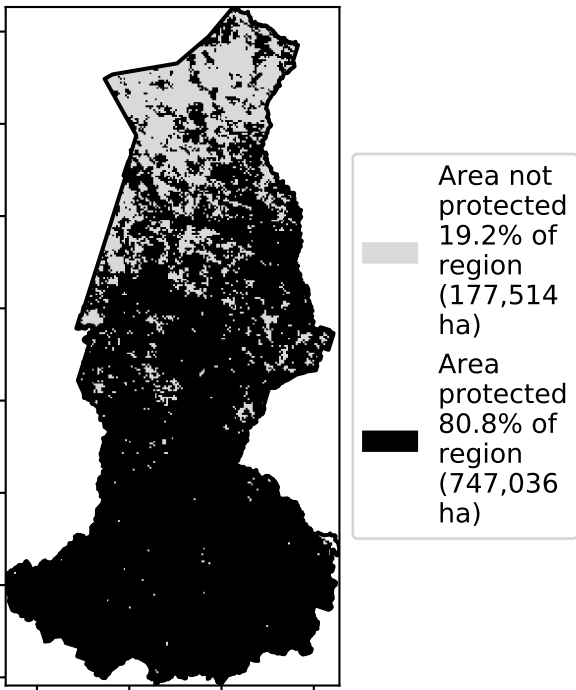 Area not
protected
19.2% of
region
(177,514
ha)
Area
protected
80.8% of
region
(747,036
ha)